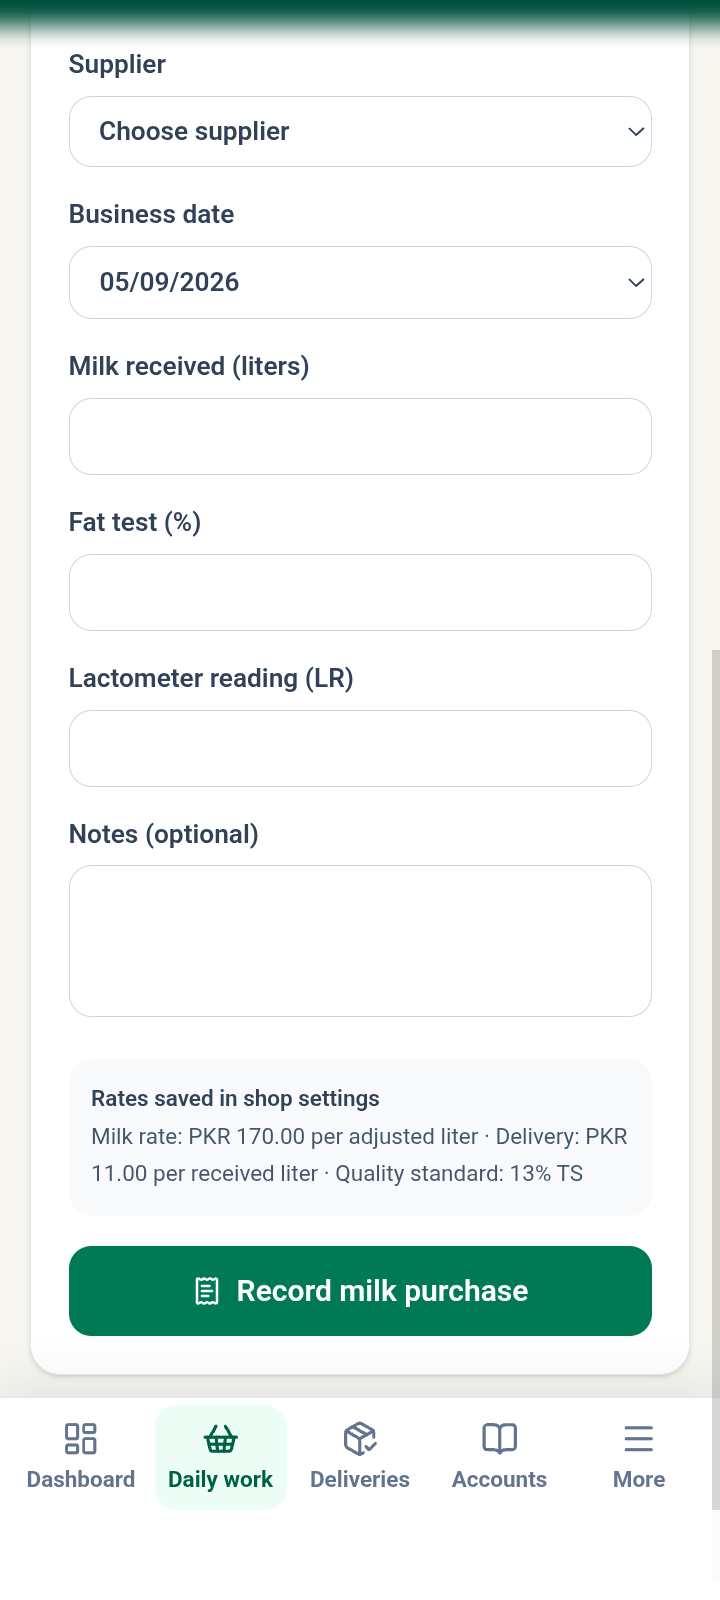 Supplier
Choose supplier
Business date
05/09/2026
Milk received (liters)
Fat test (%)
Lactometer reading (LR)
Notes (optional)
Rates saved in shop settings
Milk rate: PKR 170.00 per adjusted liter · Delivery: PKR
11.00 per received liter · Quality standard: 13% TS
Record milk purchase
Dashboard
Daily work
Deliveries
Accounts
More